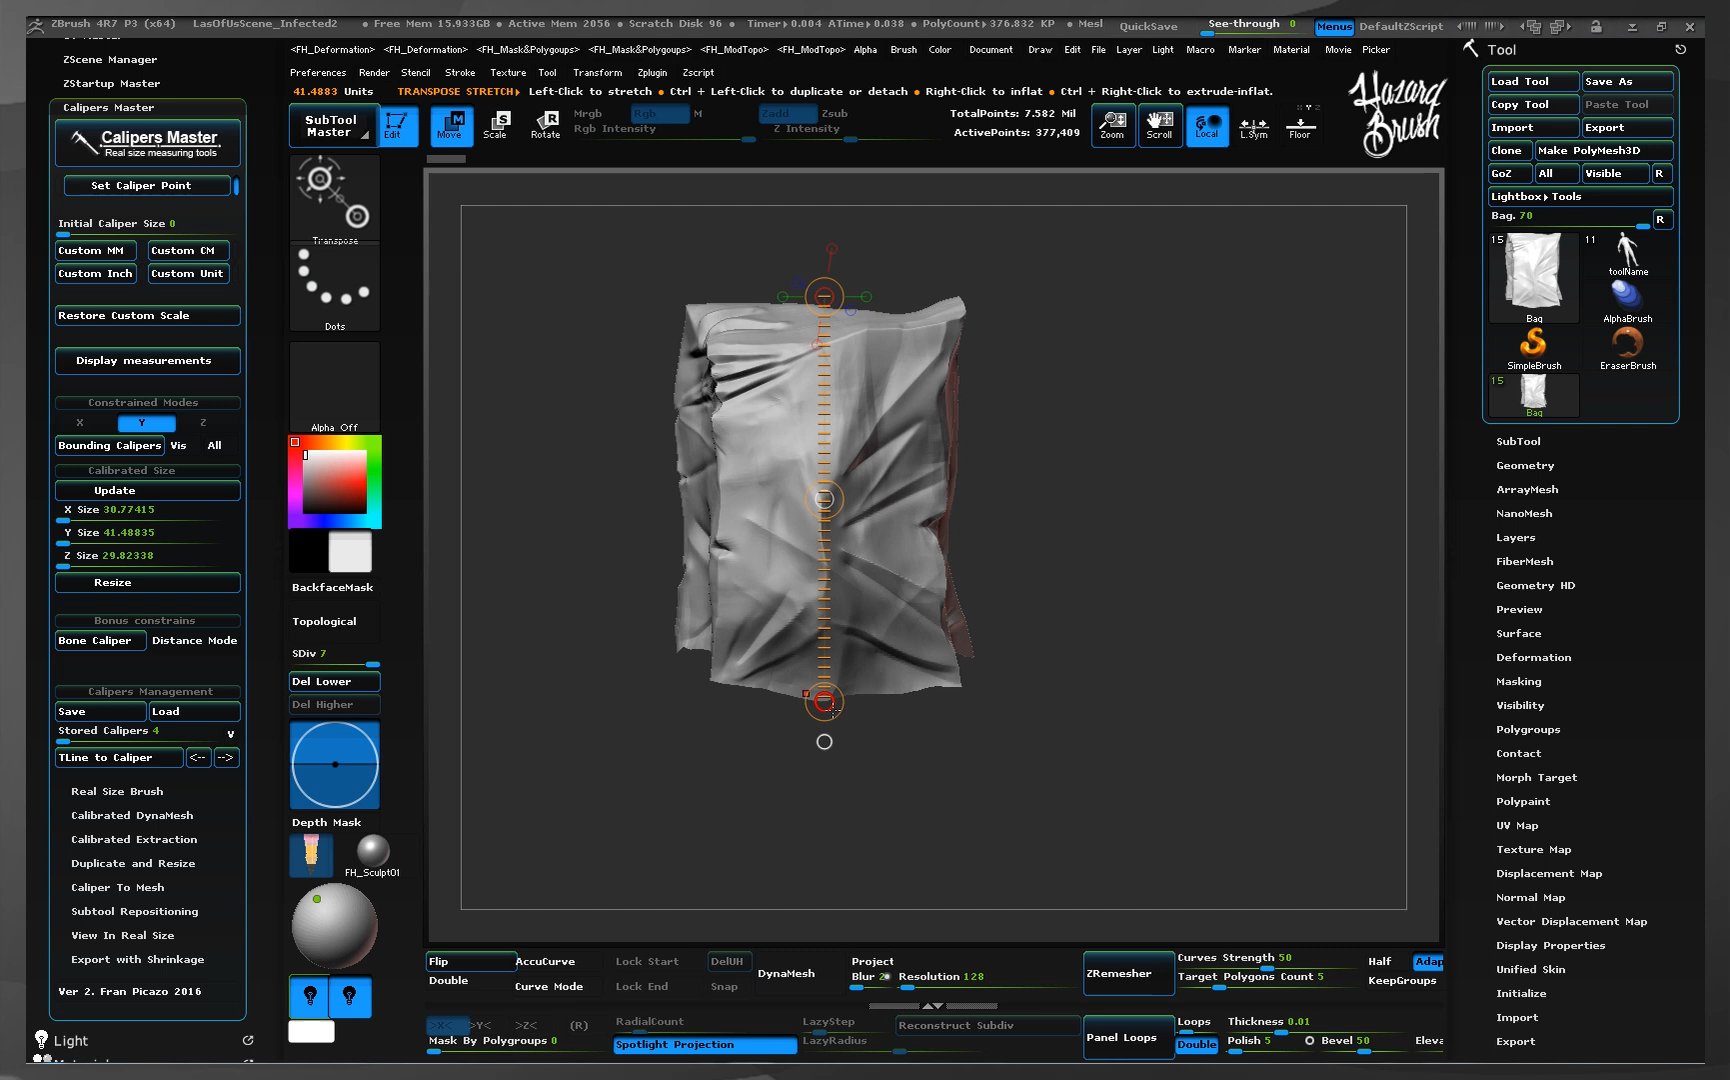 ZBrush 4R7 P3 (x64)   LasOfUsScene_Infected2   • Free Mem 15.933GB • Active Mem 2056 • Scratch Disk 96 •   Timer▸0.004 ATime▸0.038 • PolyCount▸376.832 KP   • Mesl   QuickSave   See-through 0   Menus   DefaultZScript
<FH_Deformation> <FH_Deformation> <FH_Mask&Polygoups> <FH_Mask&Polygoups> <FH_ModTopo> <FH_ModTopo> Alpha Brush Color Document Draw Edit File Layer Light Macro Marker Material Movie Picker
Preferences Render Stencil Stroke Texture Tool Transform Zplugin Zscript
41.4883 Units   TRANSPOSE STRETCH▸ Left-Click to stretch • Ctrl + Left-Click to duplicate or detach • Right-Click to inflat • Ctrl + Right-Click to extrude-inflat.
SubTool
Master
Edit
Move
Scale
Rotate
Mrgb Rgb M
Rgb Intensity
Zadd Zsub
Z Intensity
TotalPoints: 7.582 Mil
ActivePoints: 377,409
Zoom
Scroll
Local
L.Sym
X Y Z
Floor
Hazard
Brush
ZScene Manager
ZStartup Master
Calipers Master
Calipers Master
Real size measuring tools
Set Caliper Point
Initial Caliper Size 0
Custom MM Custom CM
Custom Inch Custom Unit
Restore Custom Scale
Display measurements
Constrained Modes
X Y Z
Bounding Calipers Vis All
Calibrated Size
Update
X Size 30.77415
Y Size 41.48835
Z Size 29.82338
Resize
Bonus constrains
Bone Caliper Distance Mode
Calipers Management
Save Load
Stored Calipers 4 V
TLine to Caliper <-- -->
Real Size Brush
Calibrated DynaMesh
Calibrated Extraction
Duplicate and Resize
Caliper To Mesh
Subtool Repositioning
View In Real Size
Export with Shrinkage
Ver 2. Fran Picazo 2016
Light
Transpose
Dots
Alpha Off
BackfaceMask
Topological
SDiv 7
Del Lower
Del Higher
Depth Mask
FH_Sculpt01
Flip AccuCurve Lock Start DelUH
Double Curve Mode Lock End Snap
DynaMesh
Project
Blur 2 Resolution 128
ZRemesher
Curves Strength 50 Half Adap
Target Polygons Count 5 KeepGroups
>X< >Y< >Z< (R) RadialCount LazyStep Reconstruct Subdiv
Mask By Polygroups 0 Spotlight Projection LazyRadius
Panel Loops
Loops Thickness 0.01
Double Polish 5 Bevel 50 Eleva
Tool
Load Tool Save As
Copy Tool Paste Tool
Import Export
Clone Make PolyMesh3D
GoZ All Visible R
Lightbox▸Tools
Bag. 70 R
15 11
Bag
toolName
AlphaBrush
SimpleBrush
EraserBrush
15
Bag
SubTool
Geometry
ArrayMesh
NanoMesh
Layers
FiberMesh
Geometry HD
Preview
Surface
Deformation
Masking
Visibility
Polygroups
Contact
Morph Target
Polypaint
UV Map
Texture Map
Displacement Map
Normal Map
Vector Displacement Map
Display Properties
Unified Skin
Initialize
Import
Export